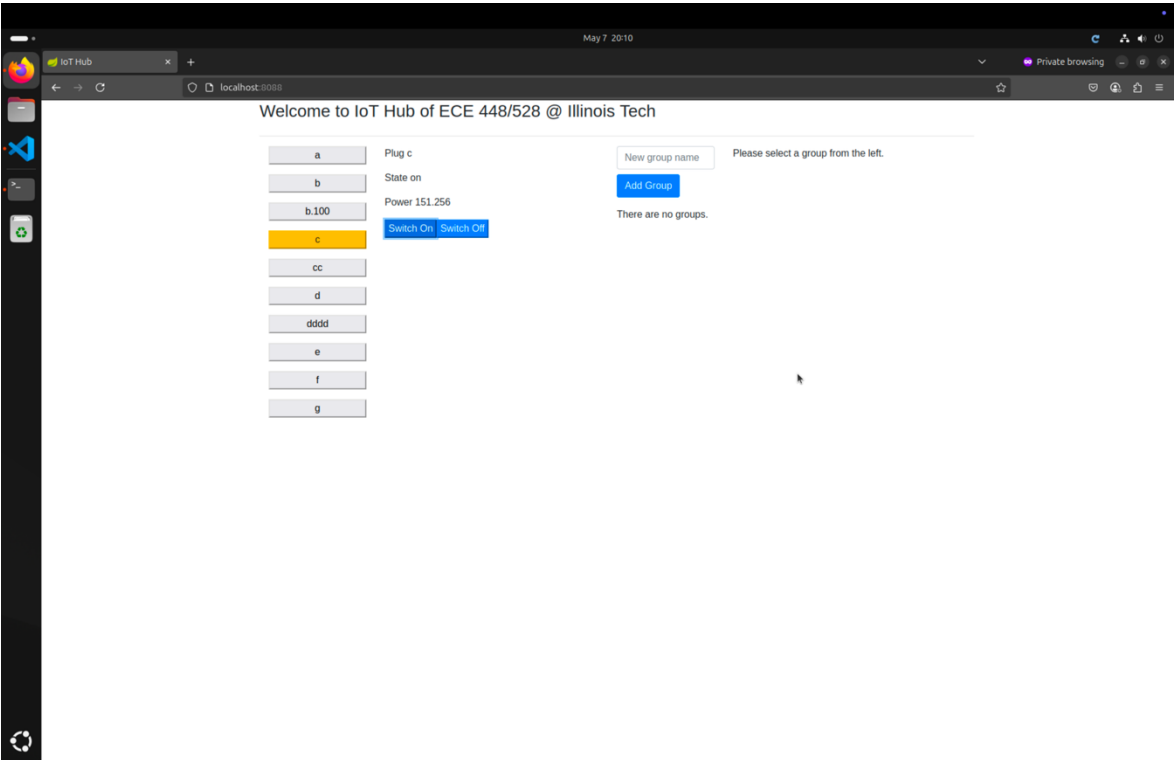 May 7 20:10
IoT Hub
Private browsing
localhost:8088
Welcome to IoT Hub of ECE 448/528 @ Illinois Tech
a
b
b.100
c
cc
d
dddd
e
f
g
Plug c
State on
Power 151.256
Switch On Switch Off
New group name
Add Group
There are no groups.
Please select a group from the left.